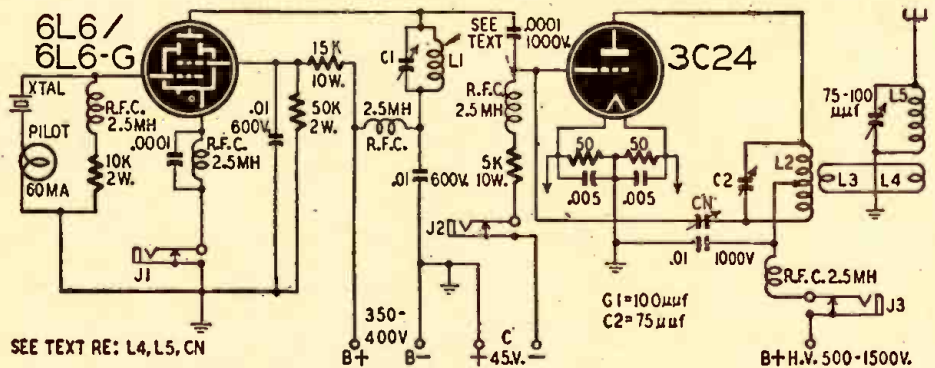 6L6/
6L6-G
XTAL
PILOT
60MA
R.F.C.
2.5MH
10K
2W.
.0001
R.F.C.
2.5MH
J1
.01
600V.
15K
10W.
50K
2W.
2.5MH
R.F.C.
C1
L1
.01
600V.
SEE
TEXT
.0001
1000V.
R.F.C.
2.5MH
5K
10W.
J2
3C24
50
50
.005
.005
CN
.01
1000V.
C2
L2
L3
L4
75-100
μμf
L5
R.F.C. 2.5MH
J3
G1=100μμf
C2=75μμf
SEE TEXT RE: L4, L5, CN
350-
400V
B+
B-
C
+ 45.V. -
B+ H.V. 500-1500V.